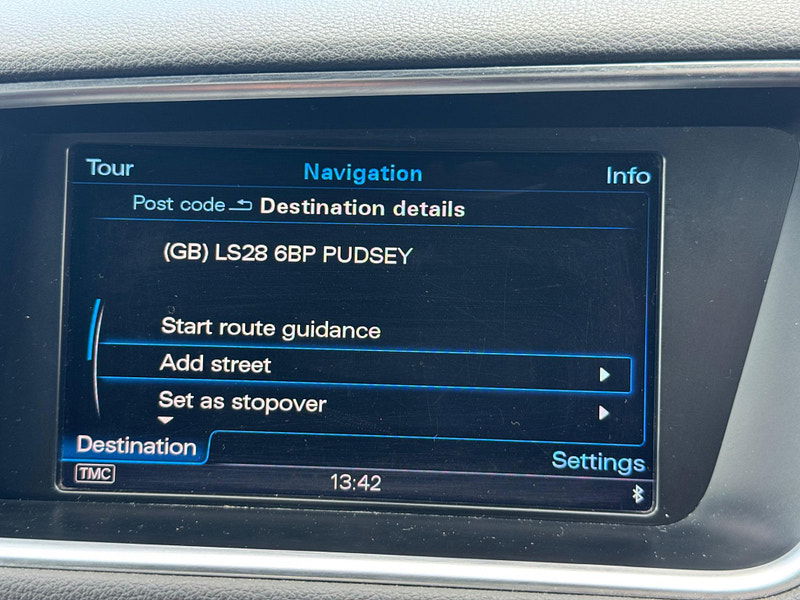 Tour Navigation Info
Post code Destination details
(GB) LS28 6BP PUDSEY
Start route guidance
Add street
Set as stopover
Destination Settings
TMC 13:42